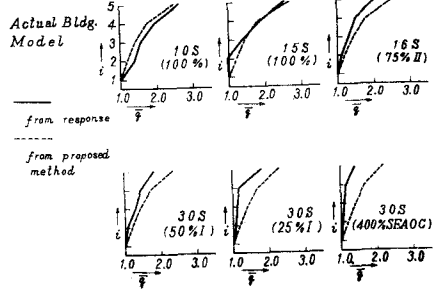 Actual Bldg.
Model
from response
from proposed
method
5
4
3
2
1
i
10S
(100%)
1.0 2.0 3.0
q̄
i
15S
(100%)
1.0 2.0 3.0
q̄
i
16S
(75%II)
1.0 2.0 3.0
q̄
i
30S
(50%I)
1.0 2.0 3.0
q̄
i
30S
(25%I)
1.0 2.0 3.0
q̄
i
30S
(400%SEAOC)
1.0 2.0 3.0
q̄